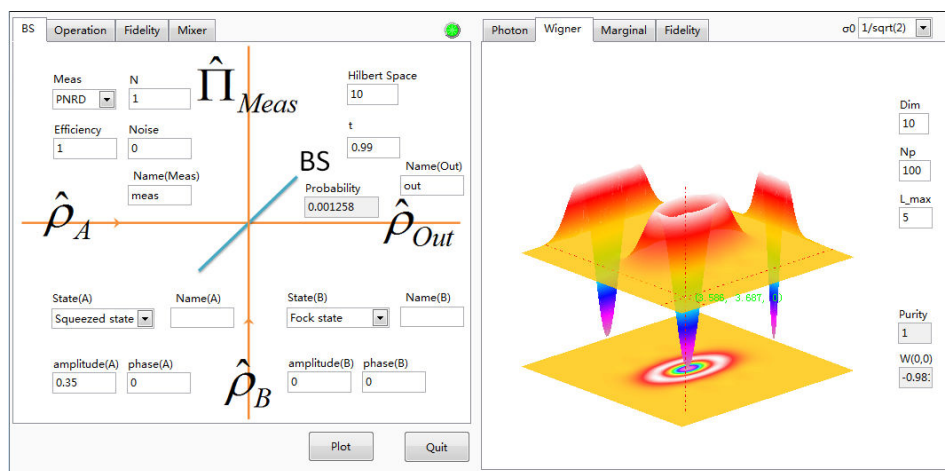 BS Operation Fidelity Mixer
Meas N
PNRD 1
Π̂ Meas
Hilbert Space
10
Efficiency Noise
1 0
t
0.99
Name(Meas)
meas
BS
Probability
0.001258
Name(Out)
out
ρ̂ A
ρ̂ Out
State(A) Name(A)
Squeezed state
State(B) Name(B)
Fock state
amplitude(A) phase(A)
0.35 0
ρ̂ B
amplitude(B) phase(B)
0 0
Plot Quit
Photon Wigner Marginal Fidelity
σ0 1/sqrt(2)
Dim
10
Np
100
L_max
5
Purity
1
W(0,0)